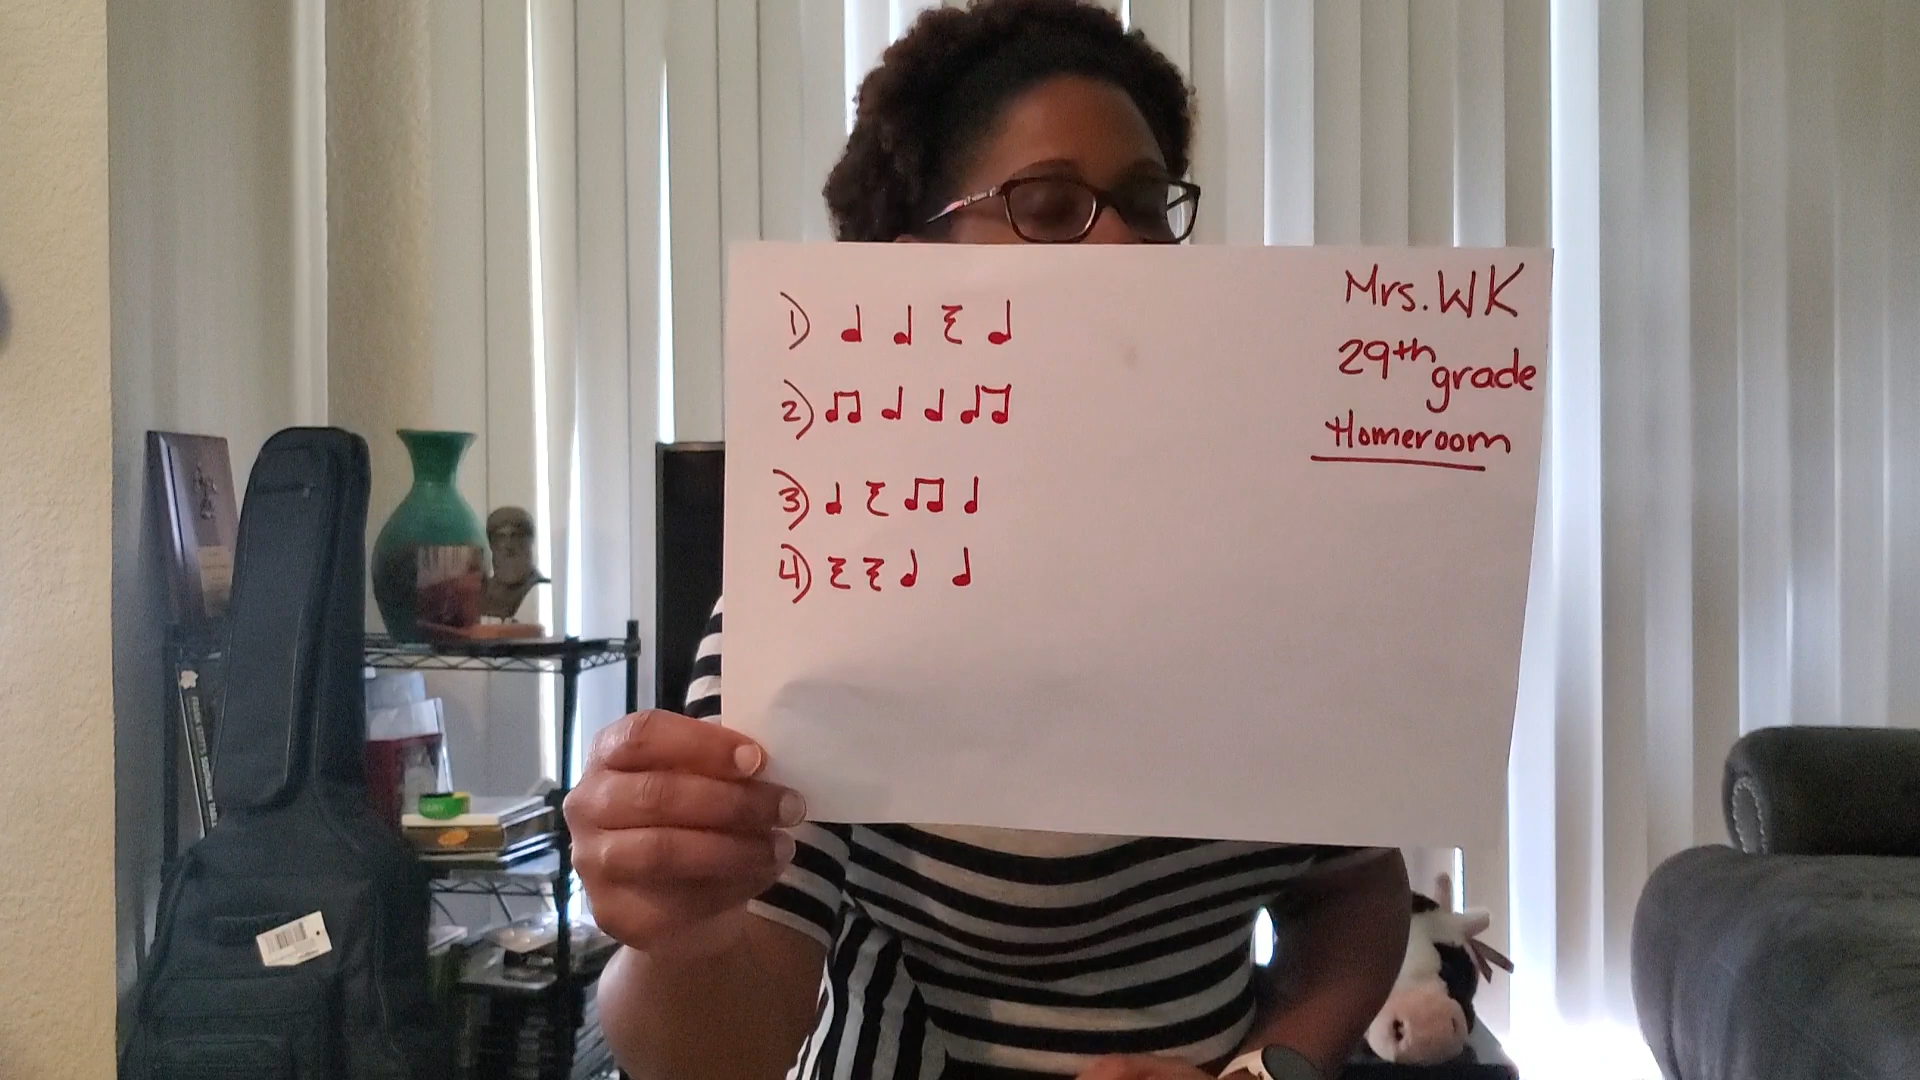 1) ♩ ♩ 𝄽 ♩
2) ♫ ♩ ♩ ♫
3) ♩ 𝄽 ♫ ♩
4) 𝄽 𝄽 ♩ ♩
Mrs. WK
29th grade
Homeroom